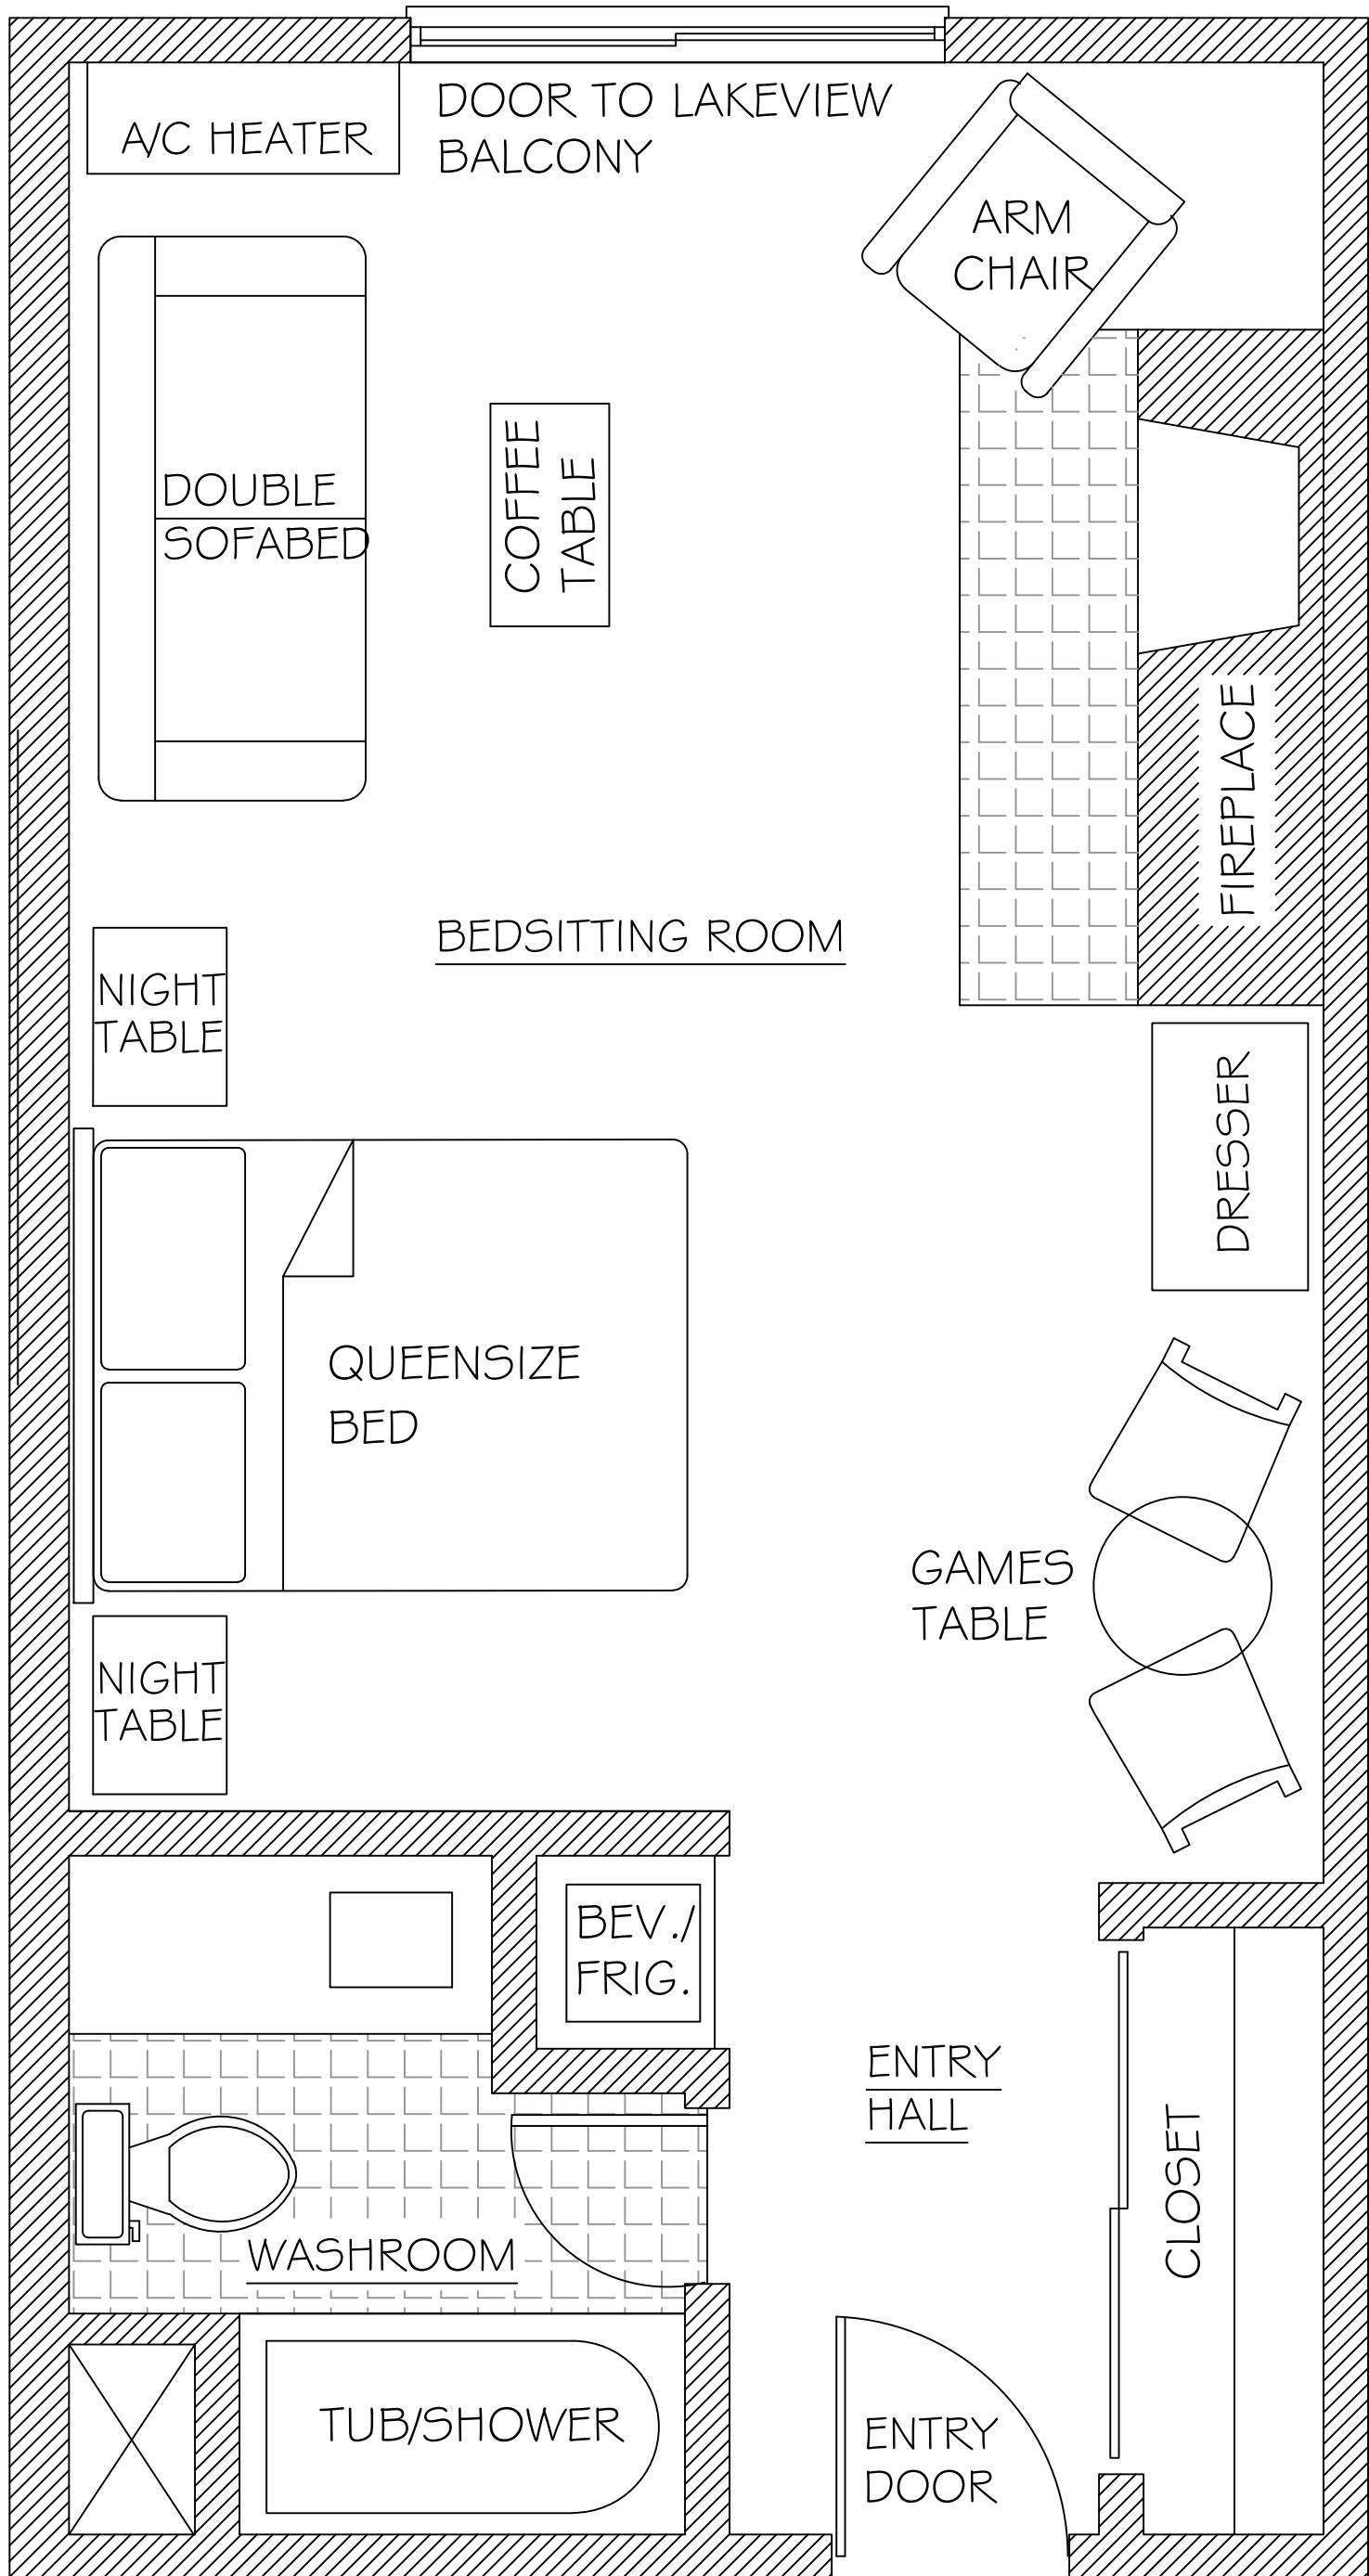 DOOR TO LAKEVIEW
BALCONY
A/C HEATER
ARM
CHAIR
DOUBLE
SOFABED
COFFEE
TABLE
FIREPLACE
BEDSITTING ROOM
NIGHT
TABLE
DRESSER
QUEENSIZE
BED
GAMES
TABLE
NIGHT
TABLE
BEV./
FRIG.
ENTRY
HALL
CLOSET
WASHROOM
TUB/SHOWER
ENTRY
DOOR